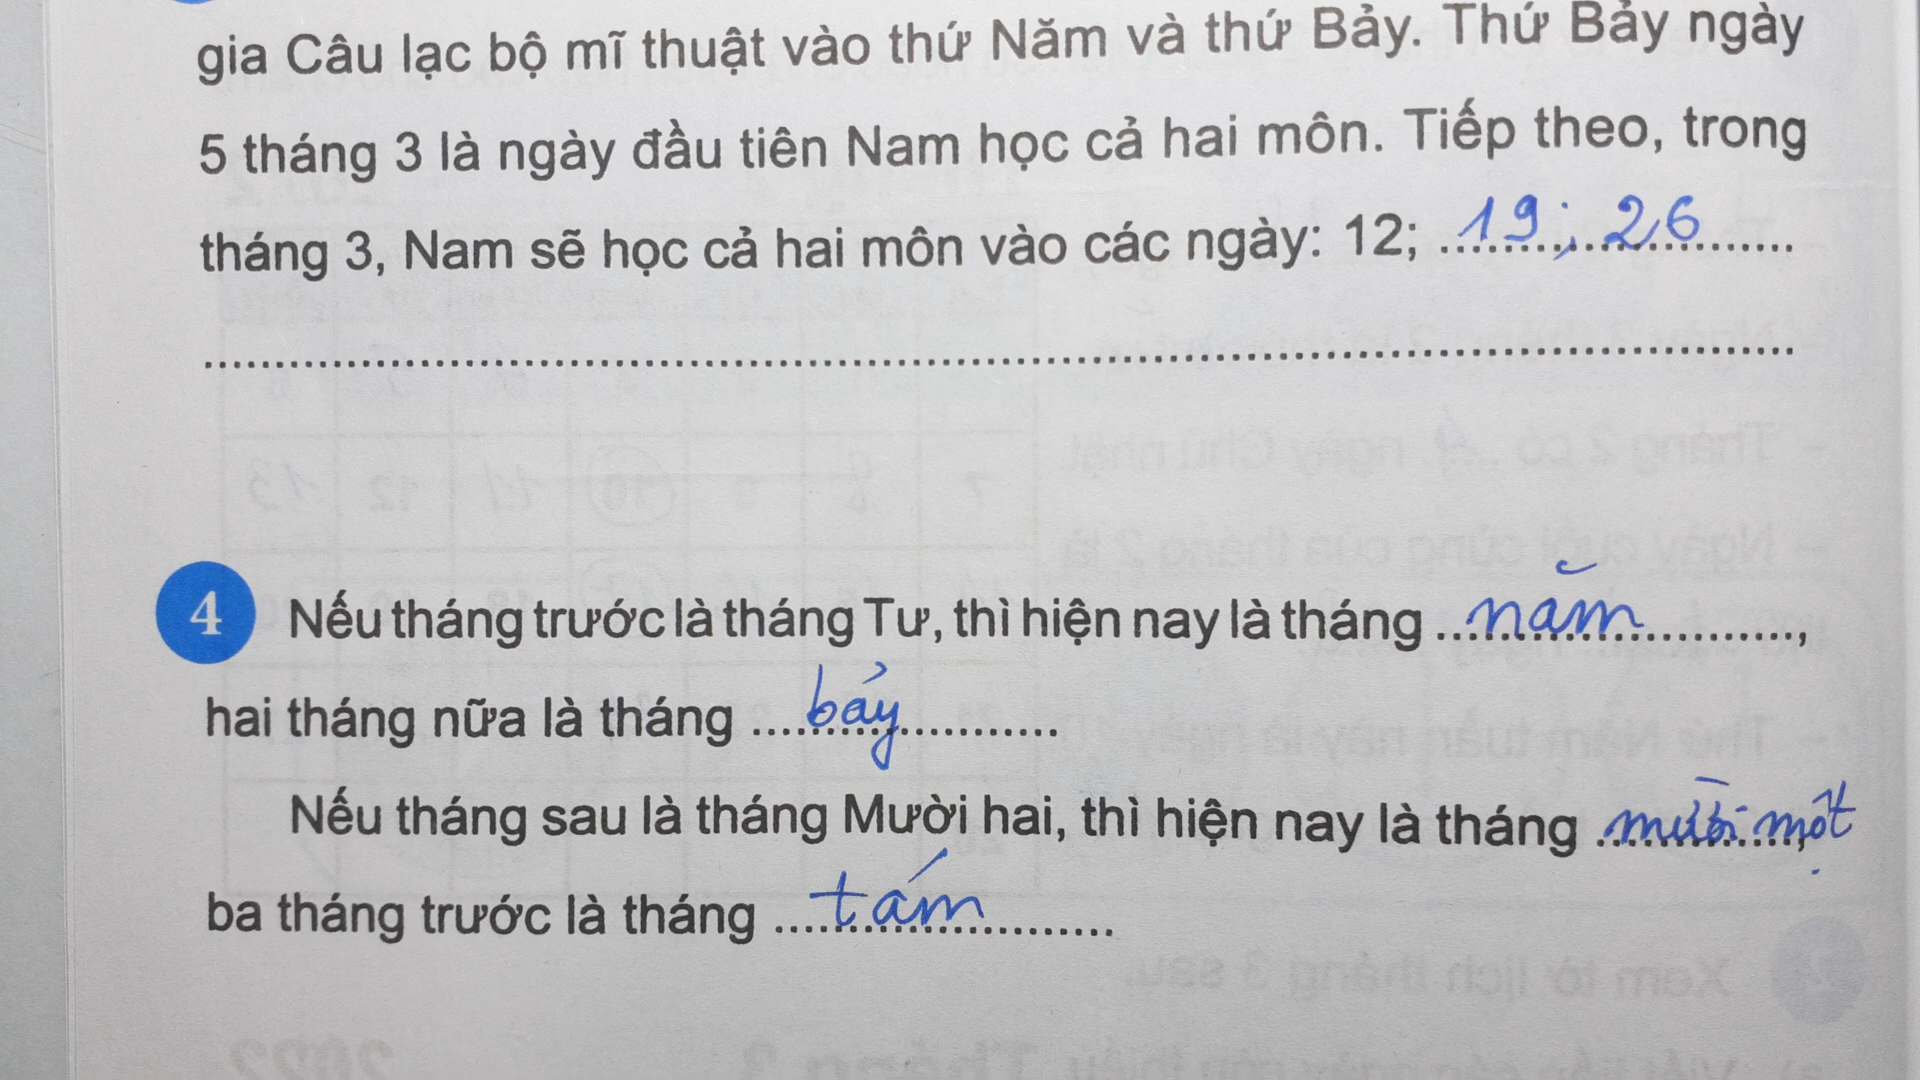 gia Câu lạc bộ mĩ thuật vào thứ Năm và thứ Bảy. Thứ Bảy ngày
5 tháng 3 là ngày đầu tiên Nam học cả hai môn. Tiếp theo, trong
tháng 3, Nam sẽ học cả hai môn vào các ngày: 12; 19; 26
4 Nếu tháng trước là tháng Tư, thì hiện nay là tháng năm,
hai tháng nữa là tháng bảy
Nếu tháng sau là tháng Mười hai, thì hiện nay là tháng mười một,
ba tháng trước là tháng tám